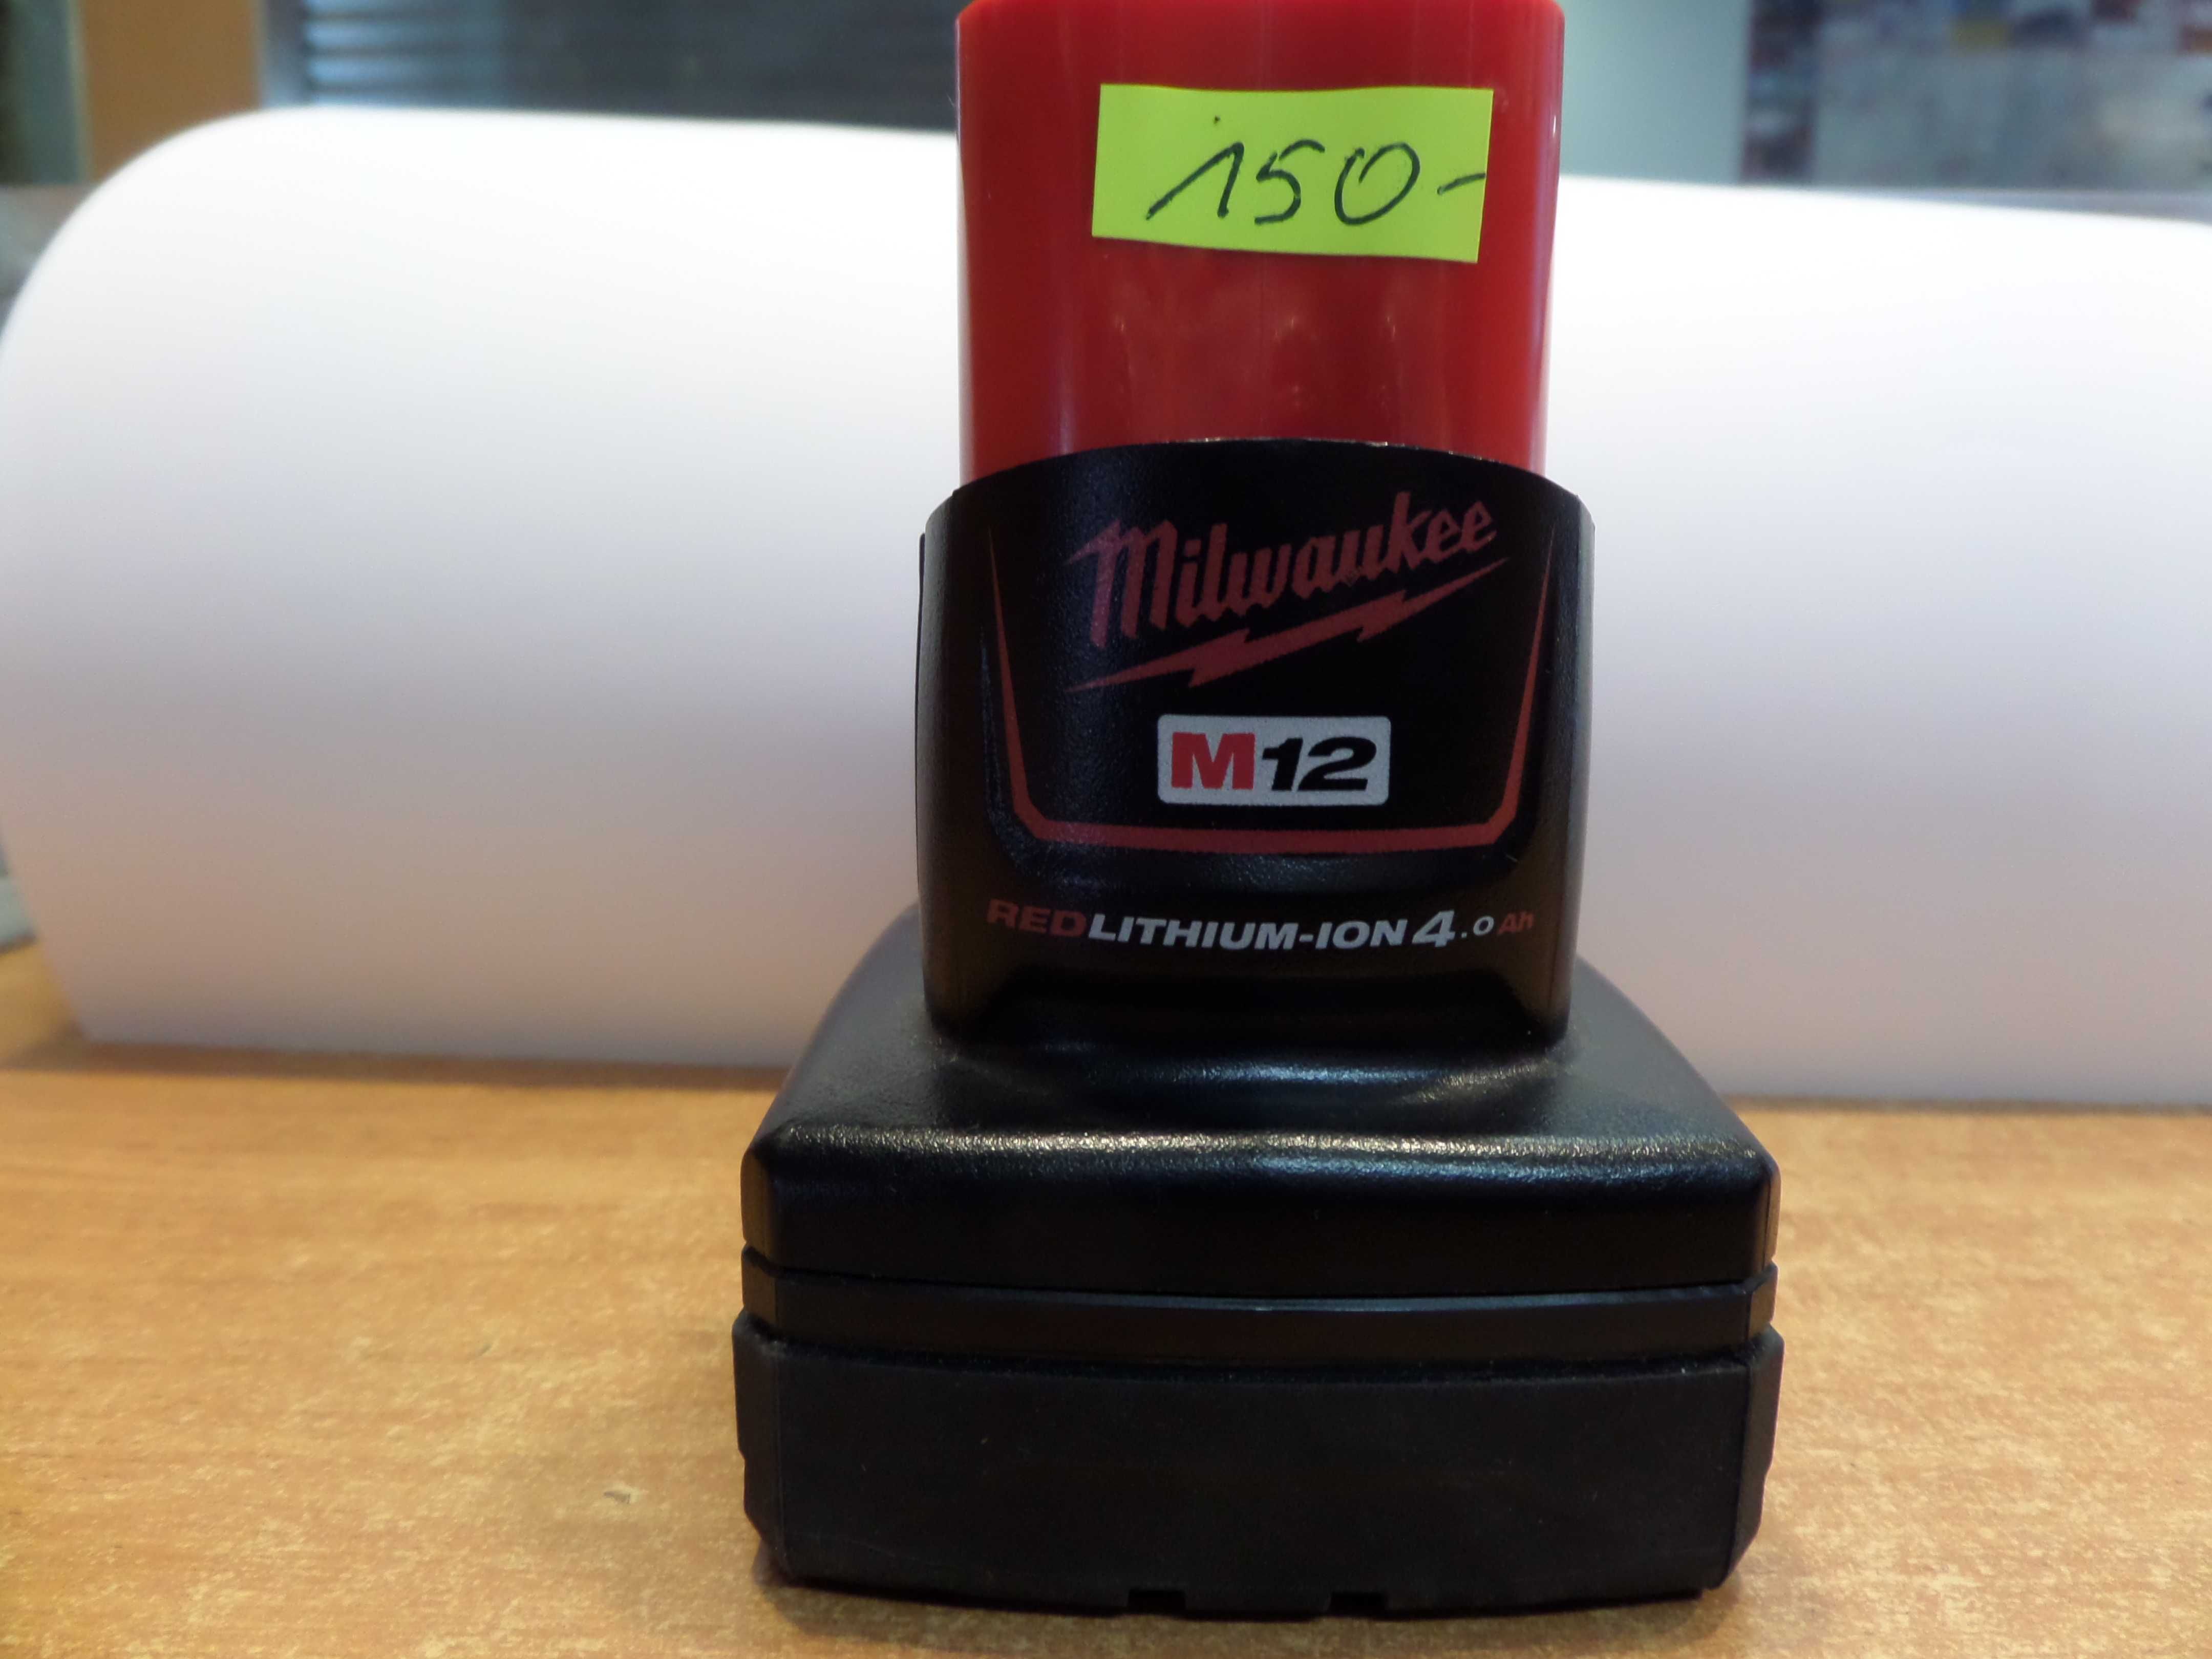 150-
Milwaukee
M12
REDLITHIUM-ION 4.0 Ah